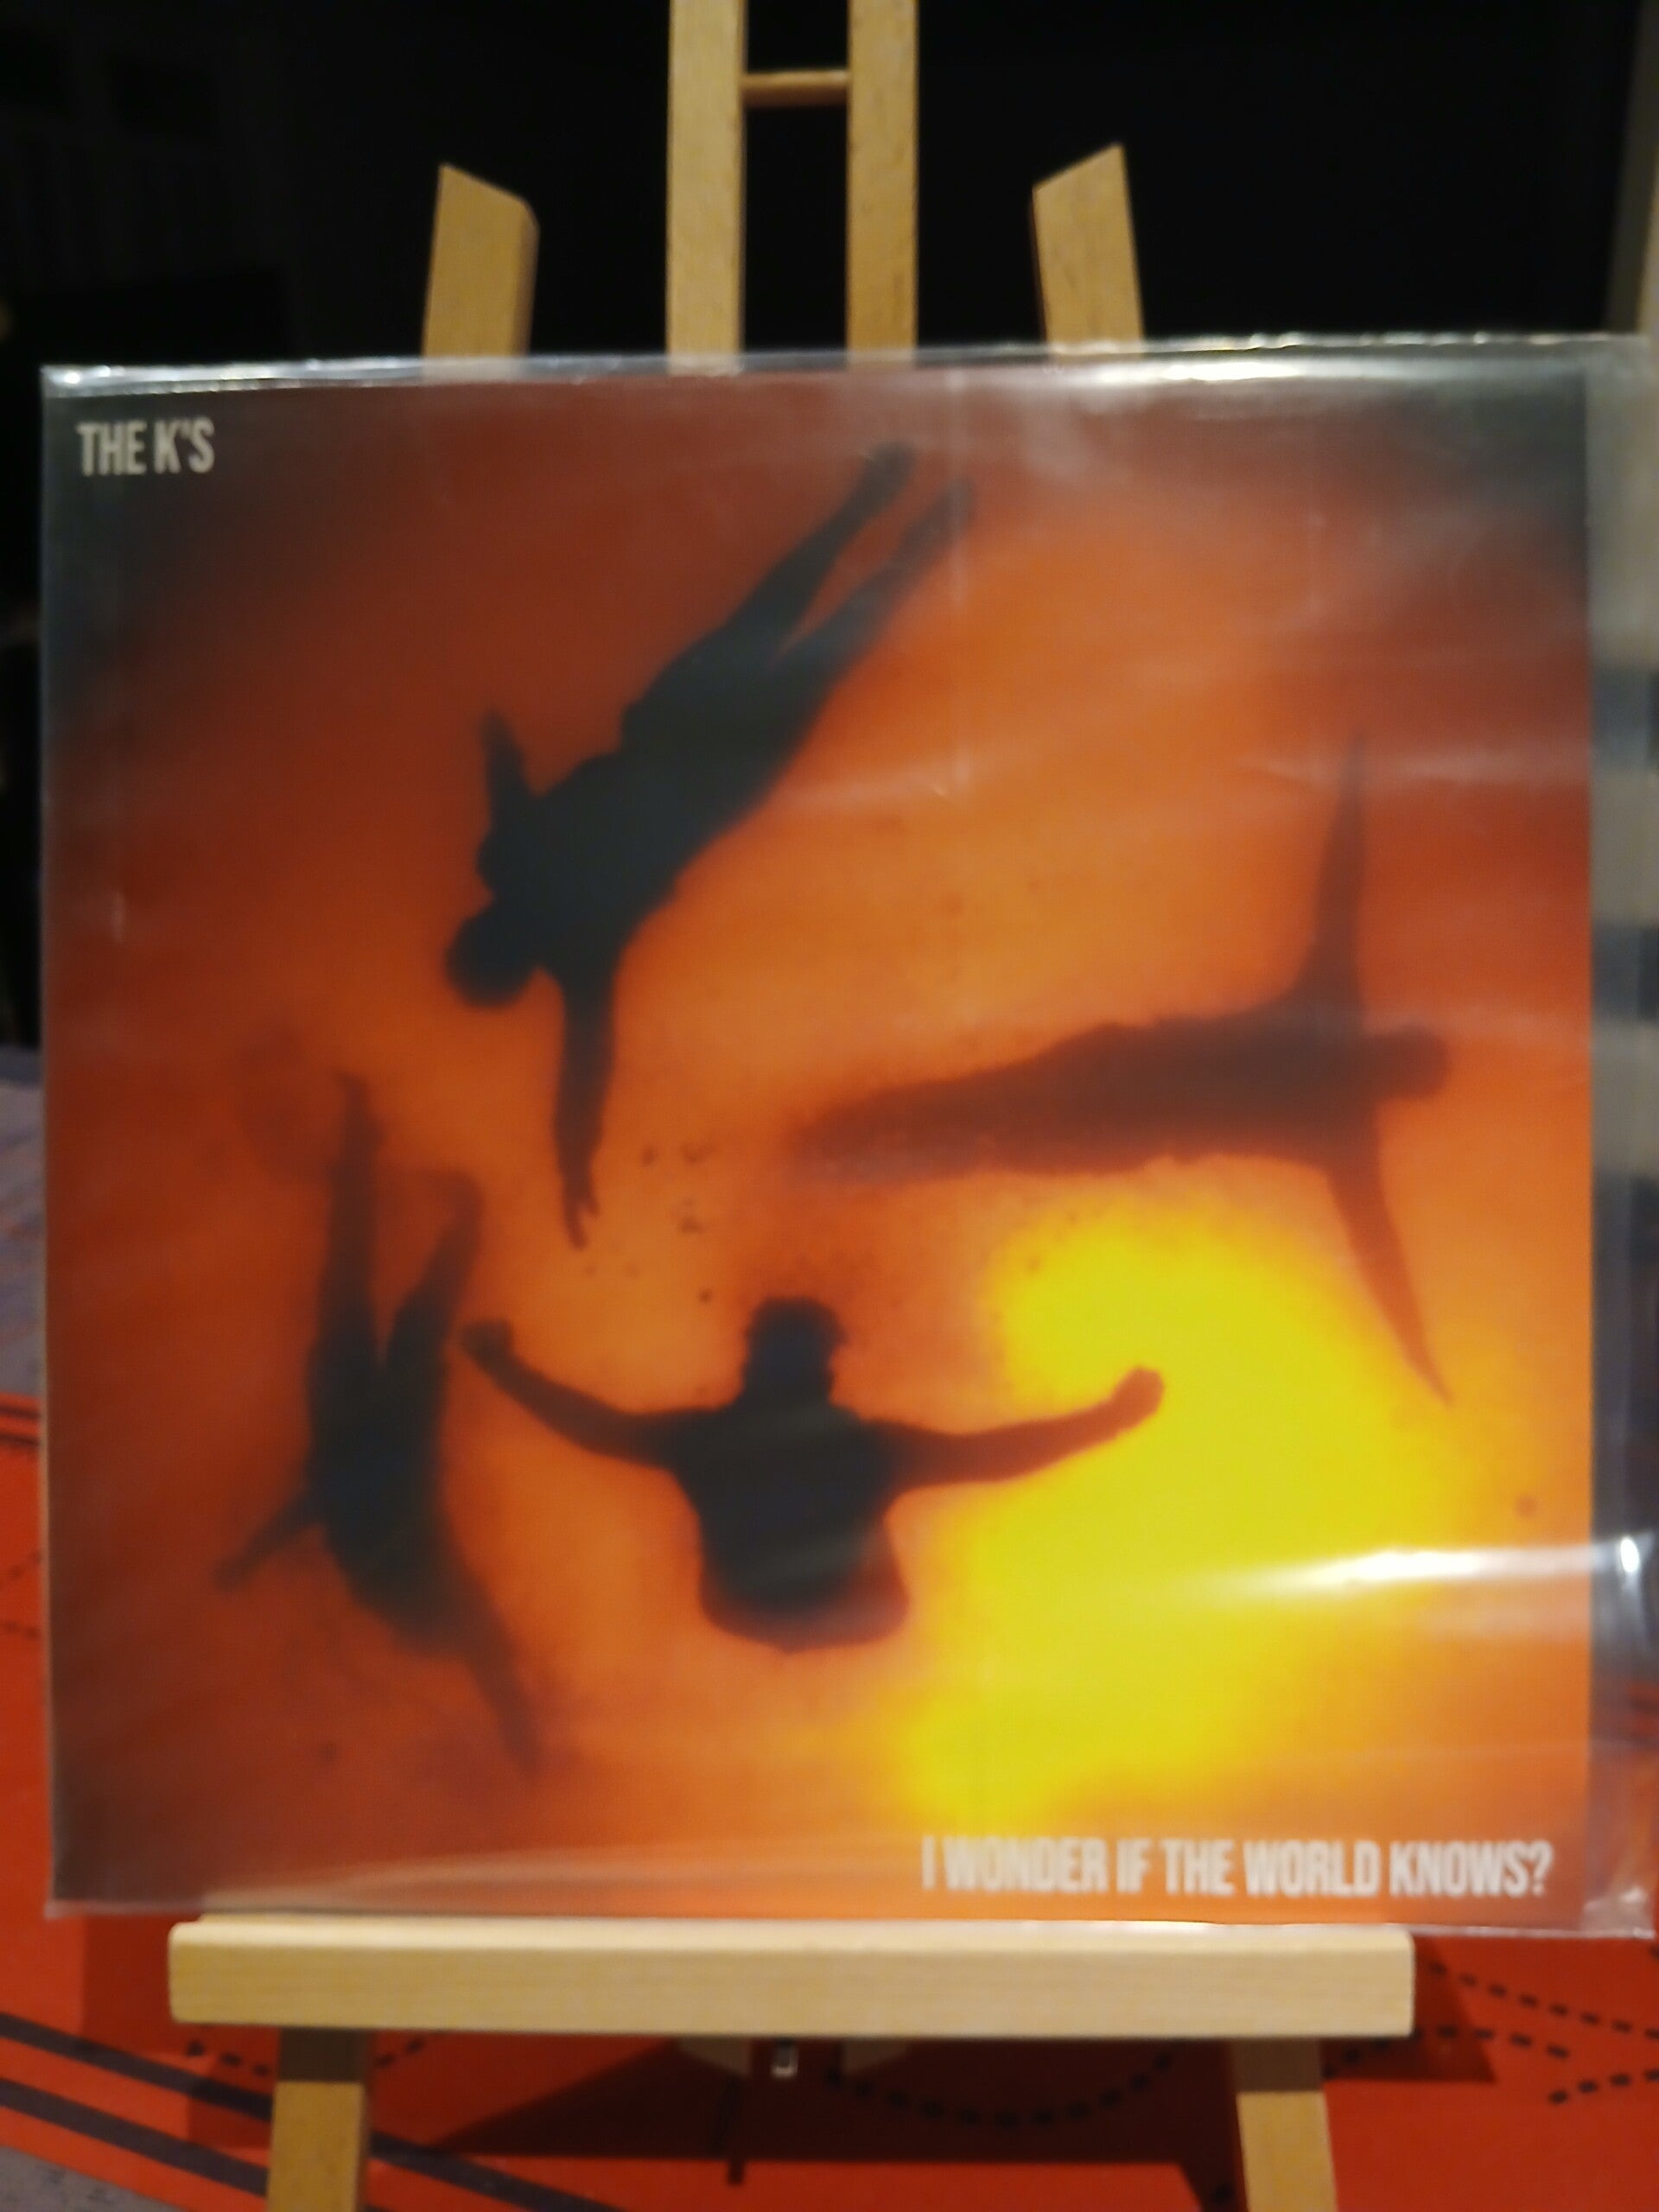 THE K'S
I WONDER IF THE WORLD KNOWS?